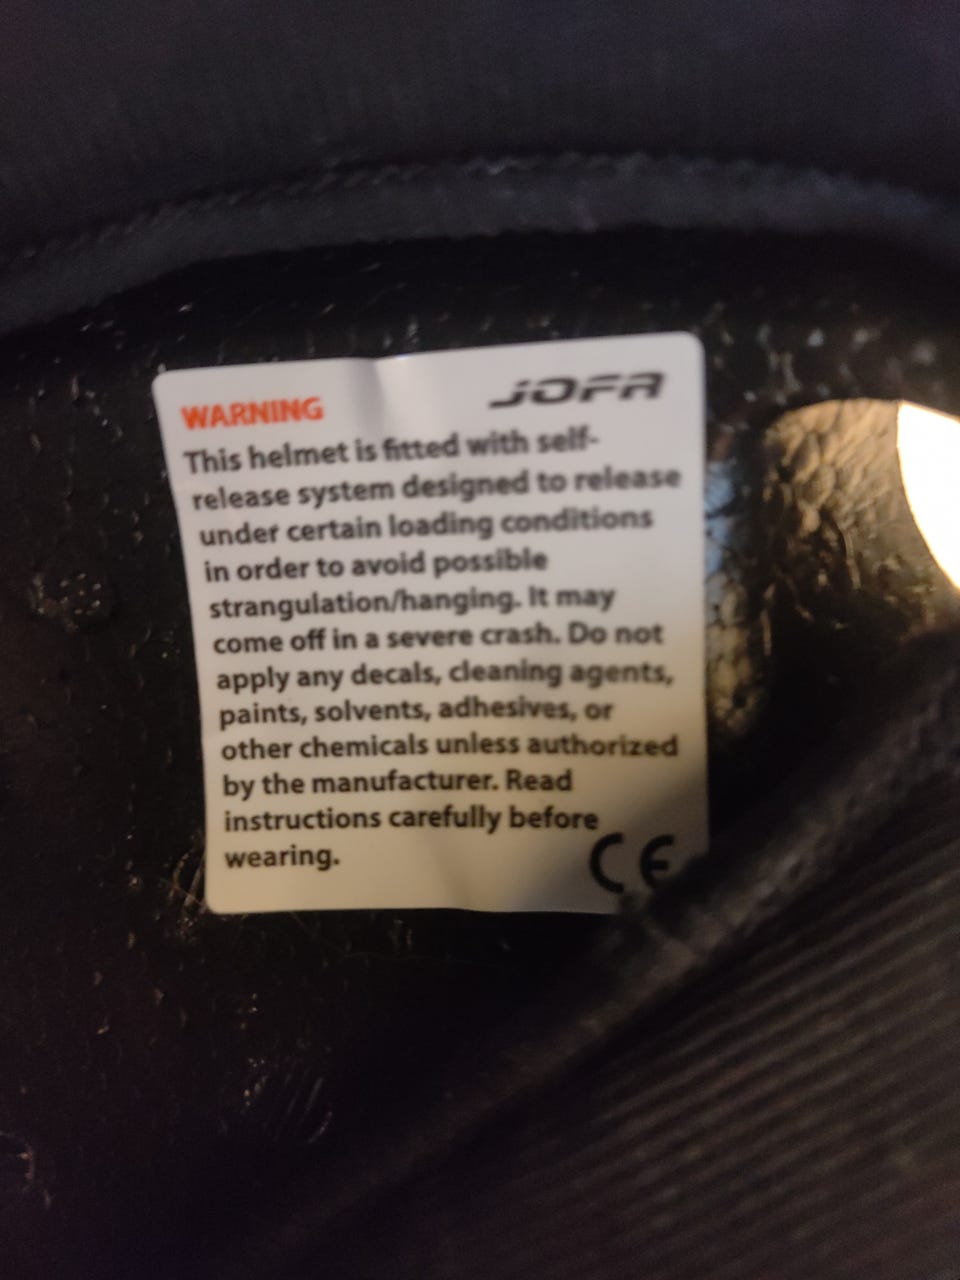 WARNING JOFA
This helmet is fitted with self-
release system designed to release
under certain loading conditions
in order to avoid possible
strangulation/hanging. It may
come off in a severe crash. Do not
apply any decals, cleaning agents,
paints, solvents, adhesives, or
other chemicals unless authorized
by the manufacturer. Read
instructions carefully before
wearing.
CE